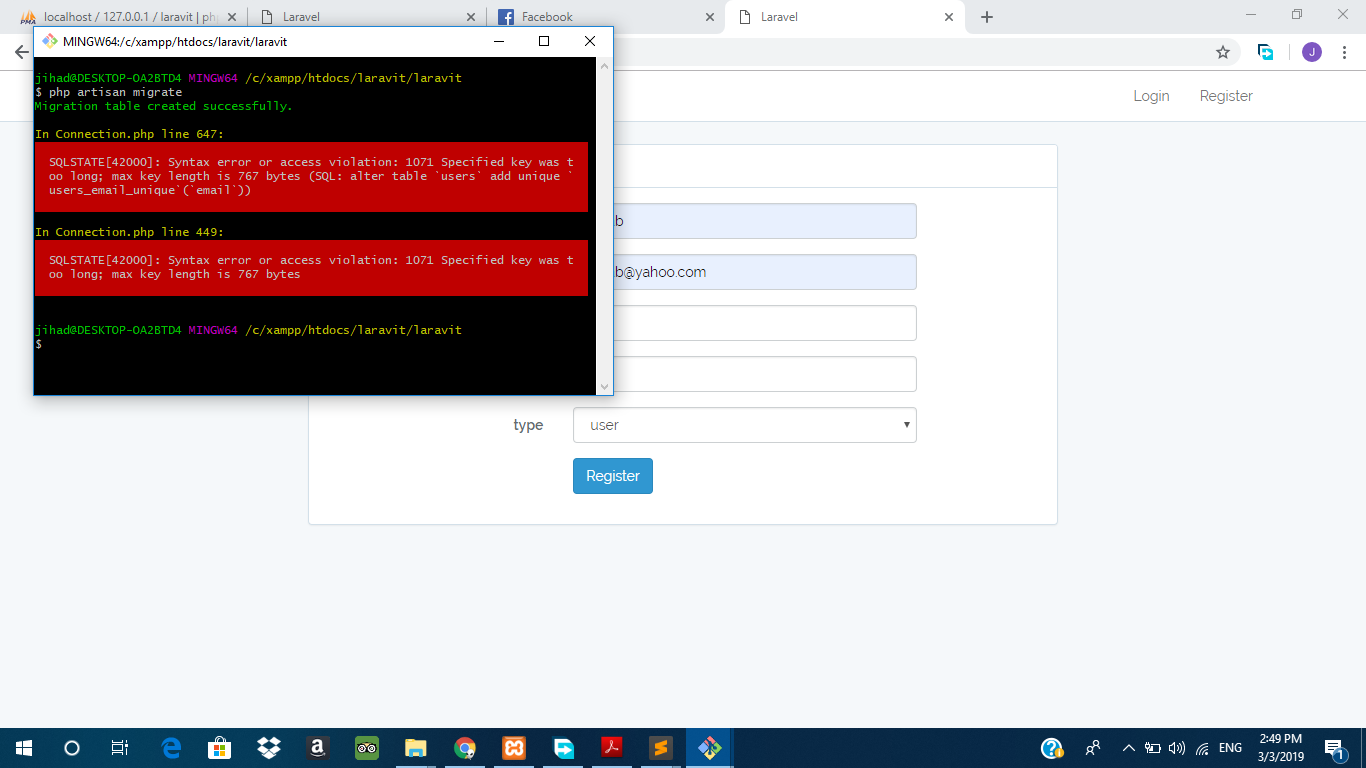 localhost / 127.0.0.1 / laravit | ph
Laravel
Facebook
Laravel
MINGW64:/c/xampp/htdocs/laravit/laravit
J
jihad@DESKTOP-OA2BTD4 MINGW64 /c/xampp/htdocs/laravit/laravit
$ php artisan migrate
Migration table created successfully.
In Connection.php line 647:
SQLSTATE[42000]: Syntax error or access violation: 1071 Specified key was t
oo long; max key length is 767 bytes (SQL: alter table `users` add unique `
users_email_unique`(`email`))
In Connection.php line 449:
SQLSTATE[42000]: Syntax error or access violation: 1071 Specified key was t
oo long; max key length is 767 bytes
jihad@DESKTOP-OA2BTD4 MINGW64 /c/xampp/htdocs/laravit/laravit
$
Login Register
b
b@yahoo.com
type user
Register
ENG
2:49 PM
3/3/2019
1